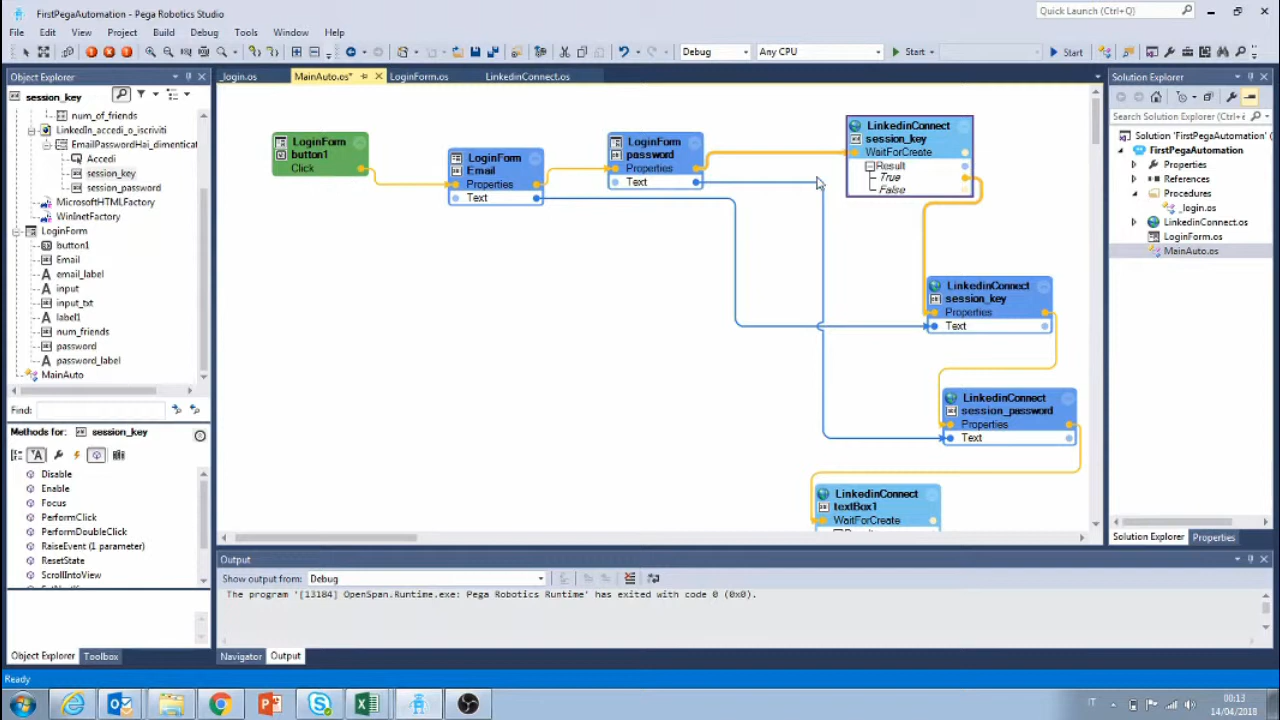 FirstPegaAutomation - Pega Robotics Studio
Quick Launch (Ctrl+Q)
File Edit View Project Build Debug Tools Window Help
Debug
Any CPU
Start
Start
Object Explorer
session_key
num_of_friends
LinkedIn_accedi_o_iscriviti
EmailPasswordHai_dimenticat
Accedi
session_key
session_password
MicrosoftHTMLFactory
WinInetFactory
LoginForm
button1
Email
email_label
input
input_txt
label1
num_friends
password
password_label
MainAuto
Find:
Methods for: session_key
Disable
Enable
Focus
PerformClick
PerformDoubleClick
RaiseEvent (1 parameter)
ResetState
ScrollIntoView
Object Explorer Toolbox
_login.os
MainAuto.os*
LoginForm.os
LinkedinConnect.os
LoginForm
button1
Click
LoginForm
Email
Properties
Text
LoginForm
password
Properties
Text
LinkedinConnect
session_key
WaitForCreate
Result
True
False
LinkedinConnect
session_key
Properties
Text
LinkedinConnect
session_password
Properties
Text
LinkedinConnect
textBox1
WaitForCreate
Output
Show output from: Debug
The program '[13184] OpenSpan.Runtime.exe: Pega Robotics Runtime' has exited with code 0 (0x0).
Navigator Output
Solution Explorer
Search Solution Explorer
Solution 'FirstPegaAutomation' (1 pr
FirstPegaAutomation
Properties
References
Procedures
_login.os
LinkedinConnect.os
LoginForm.os
MainAuto.os
Solution Explorer Properties
Ready
IT
00:13
14/04/2018